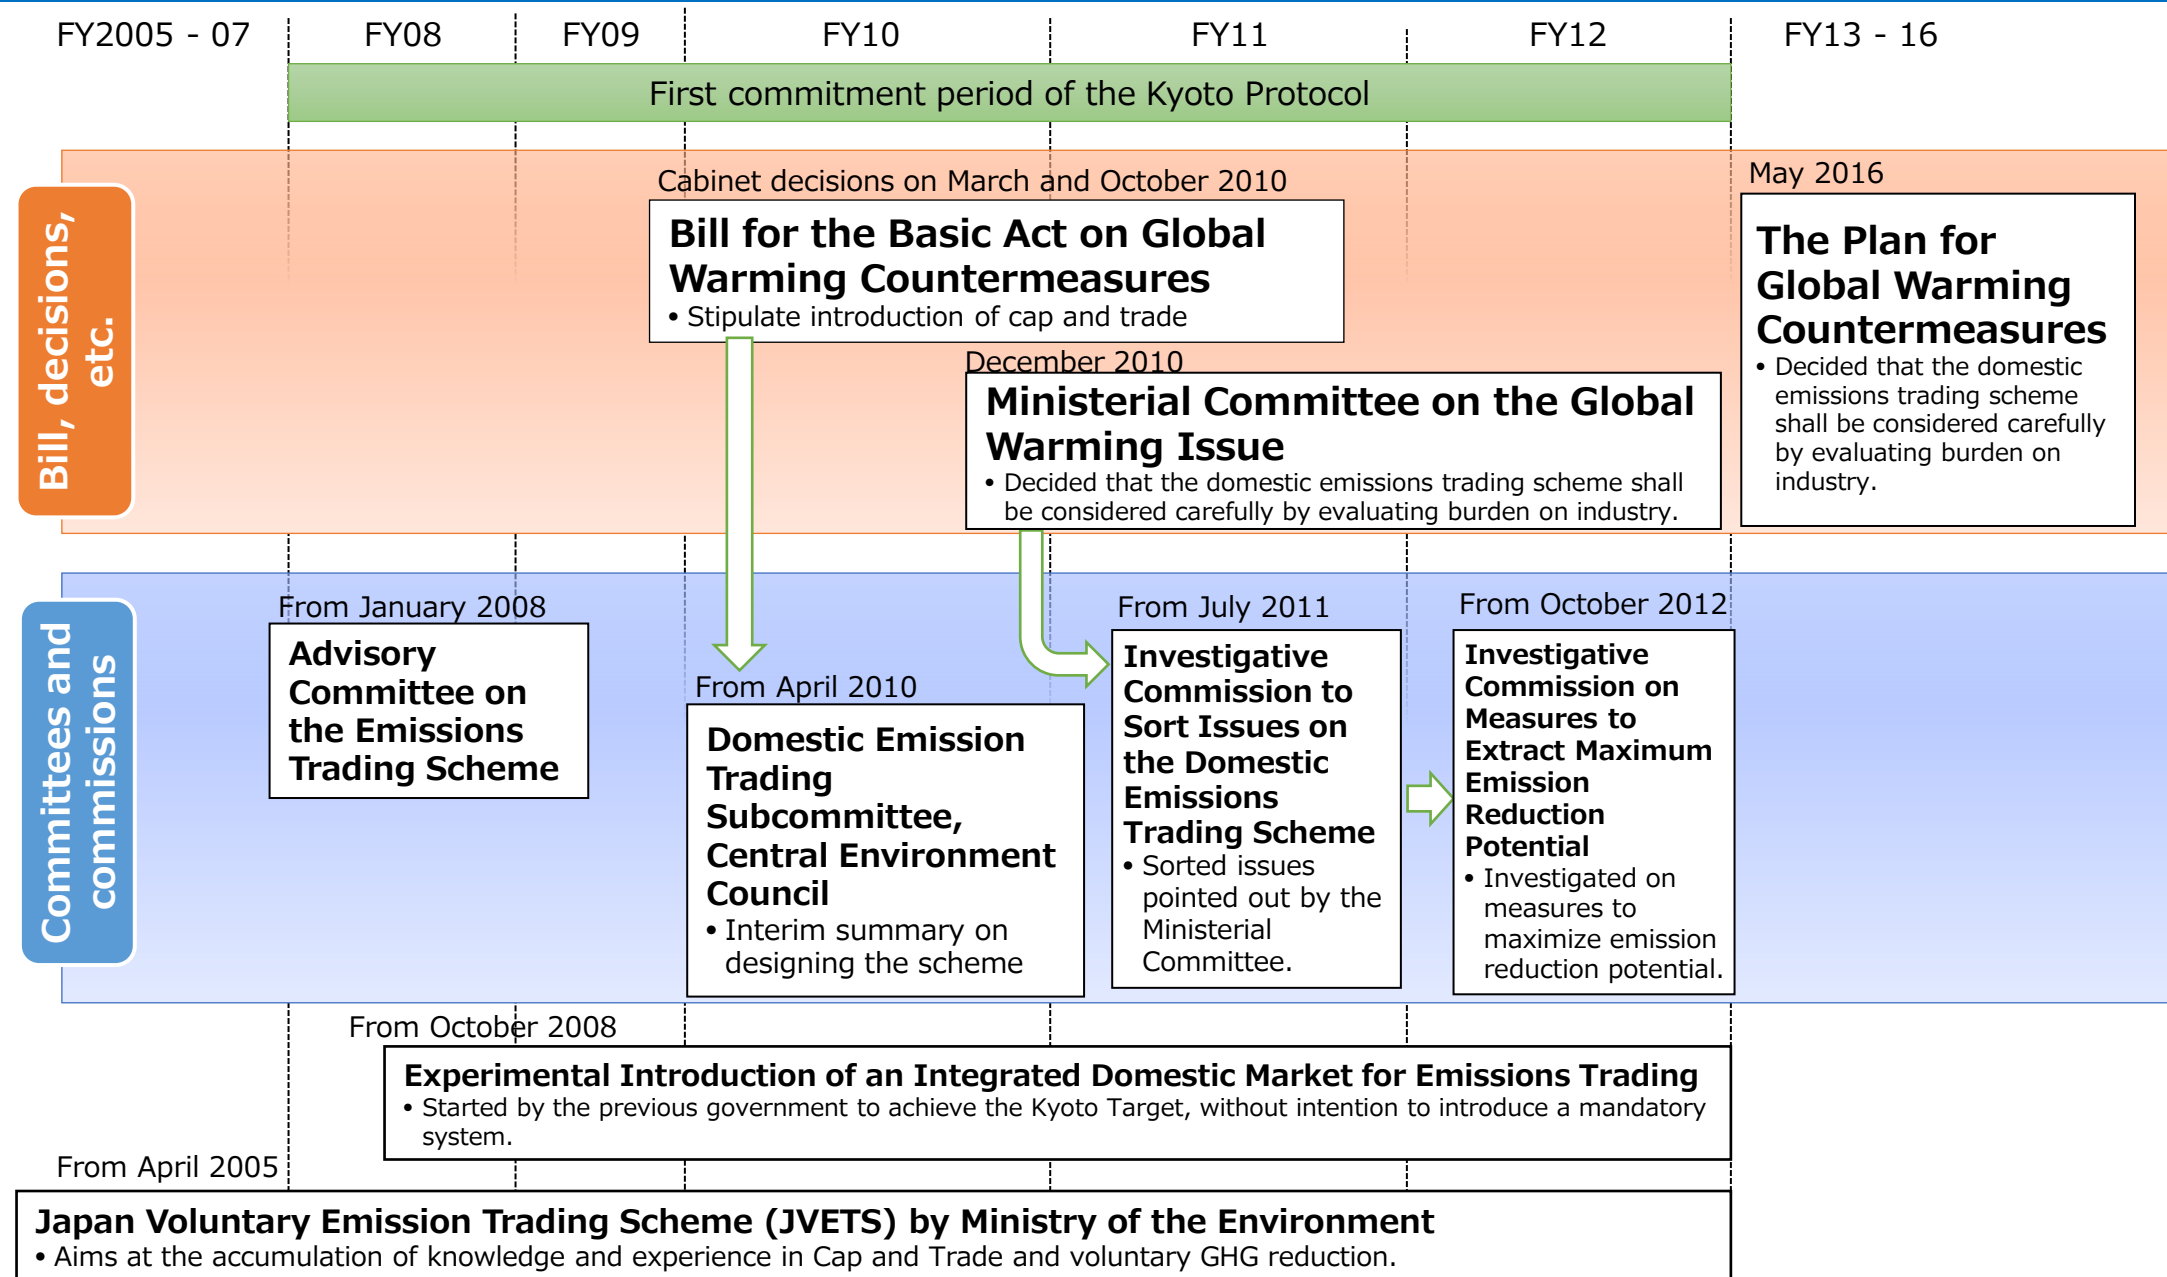 FY2005 - 07
FY08
FY09
FY10
FY11
FY12
FY13 - 16
First commitment period of the Kyoto Protocol
Bill, decisions,
etc.
Cabinet decisions on March and October 2010
Bill for the Basic Act on Global
Warming Countermeasures
• Stipulate introduction of cap and trade
December 2010
Ministerial Committee on the Global
Warming Issue
• Decided that the domestic emissions trading scheme shall
be considered carefully by evaluating burden on industry.
May 2016
The Plan for
Global Warming
Countermeasures
• Decided that the domestic
emissions trading scheme
shall be considered carefully
by evaluating burden on
industry.
Committees and
commissions
From January 2008
Advisory
Committee on
the Emissions
Trading Scheme
From April 2010
Domestic Emission
Trading
Subcommittee,
Central Environment
Council
• Interim summary on
designing the scheme
From July 2011
Investigative
Commission to
Sort Issues on
the Domestic
Emissions
Trading Scheme
• Sorted issues
pointed out by the
Ministerial
Committee.
From October 2012
Investigative
Commission on
Measures to
Extract Maximum
Emission
Reduction
Potential
• Investigated on
measures to
maximize emission
reduction potential.
From October 2008
Experimental Introduction of an Integrated Domestic Market for Emissions Trading
• Started by the previous government to achieve the Kyoto Target, without intention to introduce a mandatory
system.
From April 2005
Japan Voluntary Emission Trading Scheme (JVETS) by Ministry of the Environment
• Aims at the accumulation of knowledge and experience in Cap and Trade and voluntary GHG reduction.